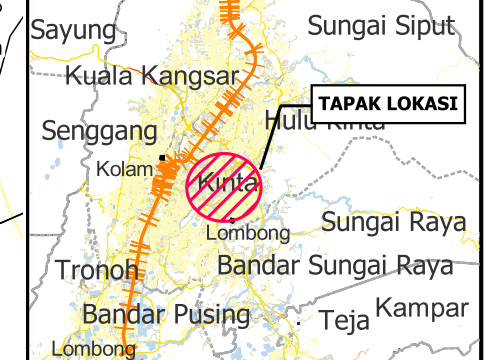 Sayung
Sungai Siput
Kuala Kangsar
TAPAK LOKASI
Hulu Kinta
Senggang
Kolam
Kinta
Sungai Raya
Lombong
Tronoh
Bandar Sungai Raya
Bandar Pusing
Teja
Kampar
Lombong